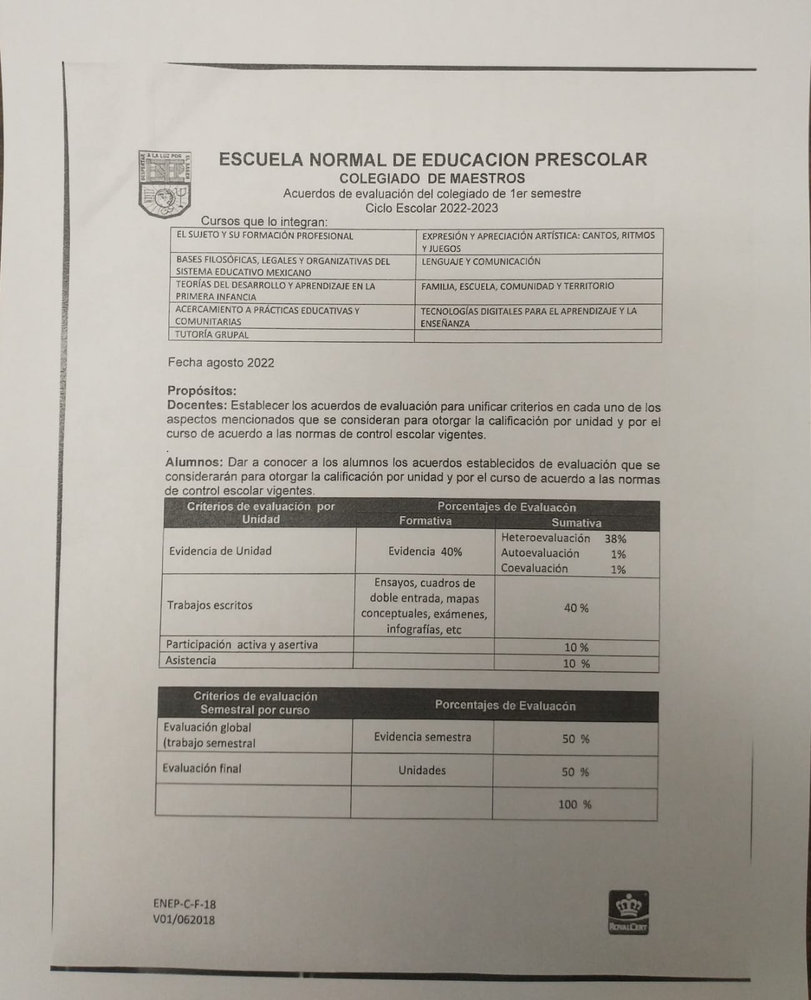 A LA LUZ POR
DESPERTAR
EL SABER
ESCUELA NORMAL DE EDUCACION PRESCOLAR
COLEGIADO DE MAESTROS
Acuerdos de evaluación del colegiado de 1er semestre
Ciclo Escolar 2022-2023
Cursos que lo integran:
EL SUJETO Y SU FORMACIÓN PROFESIONAL
EXPRESIÓN Y APRECIACIÓN ARTÍSTICA: CANTOS, RITMOS
Y JUEGOS
BASES FILOSÓFICAS, LEGALES Y ORGANIZATIVAS DEL
SISTEMA EDUCATIVO MEXICANO
LENGUAJE Y COMUNICACIÓN
TEORÍAS DEL DESARROLLO Y APRENDIZAJE EN LA
PRIMERA INFANCIA
FAMILIA, ESCUELA, COMUNIDAD Y TERRITORIO
ACERCAMIENTO A PRÁCTICAS EDUCATIVAS Y
COMUNITARIAS
TECNOLOGÍAS DIGITALES PARA EL APRENDIZAJE Y LA
ENSEÑANZA
TUTORÍA GRUPAL
Fecha agosto 2022
Propósitos:
Docentes: Establecer los acuerdos de evaluación para unificar criterios en cada uno de los
aspectos mencionados que se consideran para otorgar la calificación por unidad y por el
curso de acuerdo a las normas de control escolar vigentes.
.
Alumnos: Dar a conocer a los alumnos los acuerdos establecidos de evaluación que se
considerarán para otorgar la calificación por unidad y por el curso de acuerdo a las normas
de control escolar vigentes.
Criterios de evaluación por
Unidad
Porcentajes de Evaluacón
Formativa
Sumativa
Evidencia de Unidad
Evidencia 40%
Heteroevaluación 38%
Autoevaluación 1%
Coevaluación 1%
Trabajos escritos
Ensayos, cuadros de
doble entrada, mapas
conceptuales, exámenes,
infografías, etc
40 %
Participación activa y asertiva
10 %
Asistencia
10 %
Criterios de evaluación
Semestral por curso
Porcentajes de Evaluacón
Evaluación global
(trabajo semestral
Evidencia semestra
50 %
Evaluación final
Unidades
50 %
100 %
ENEP-C-F-18
V01/062018
ROYALCERT